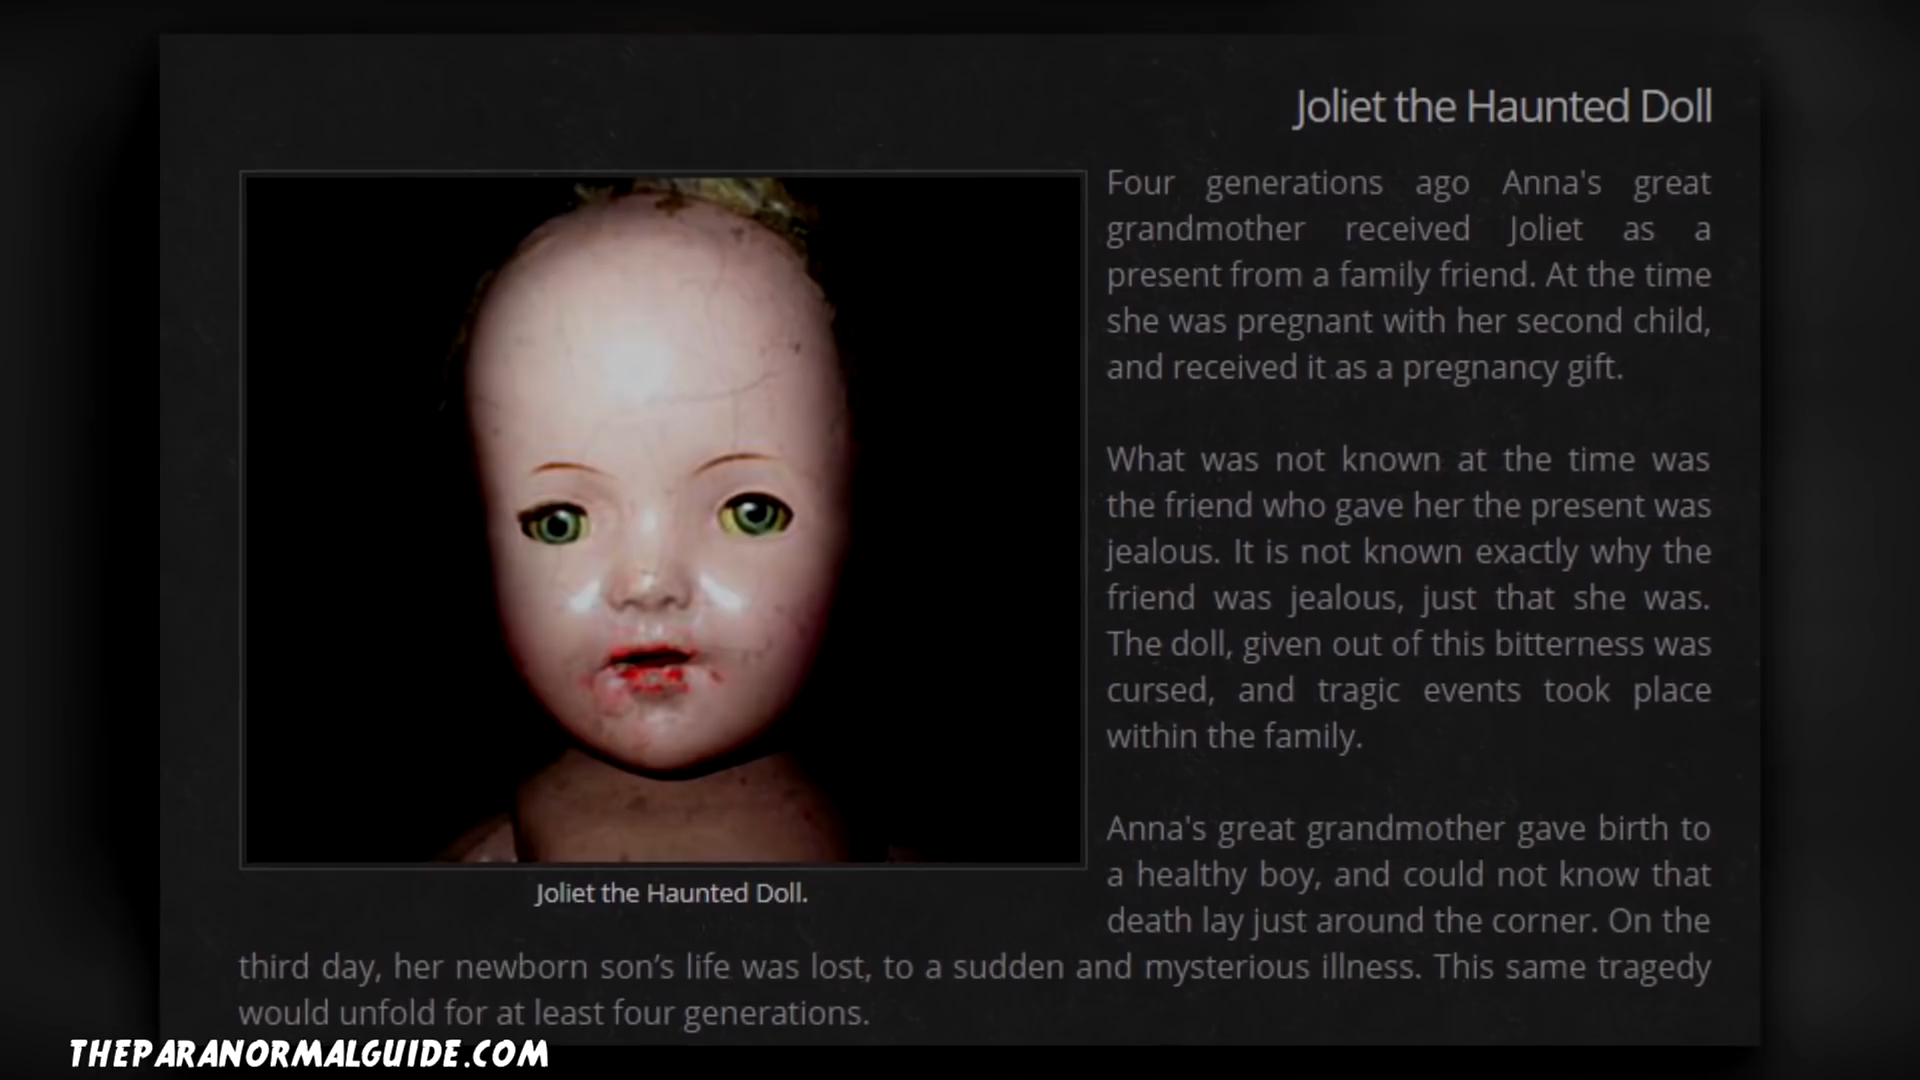 Joliet the Haunted Doll
Four generations ago Anna's great
grandmother received Joliet as a
present from a family friend. At the time
she was pregnant with her second child,
and received it as a pregnancy gift.
What was not known at the time was
the friend who gave her the present was
jealous. It is not known exactly why the
friend was jealous, just that she was.
The doll, given out of this bitterness was
cursed, and tragic events took place
within the family.
Anna's great grandmother gave birth to
a healthy boy, and could not know that
death lay just around the corner. On the
third day, her newborn son’s life was lost, to a sudden and mysterious illness. This same tragedy
would unfold for at least four generations.
Joliet the Haunted Doll.
THEPARANORMALGUIDE.COM